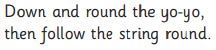 Down and round the yo-yo,
then follow the string round.